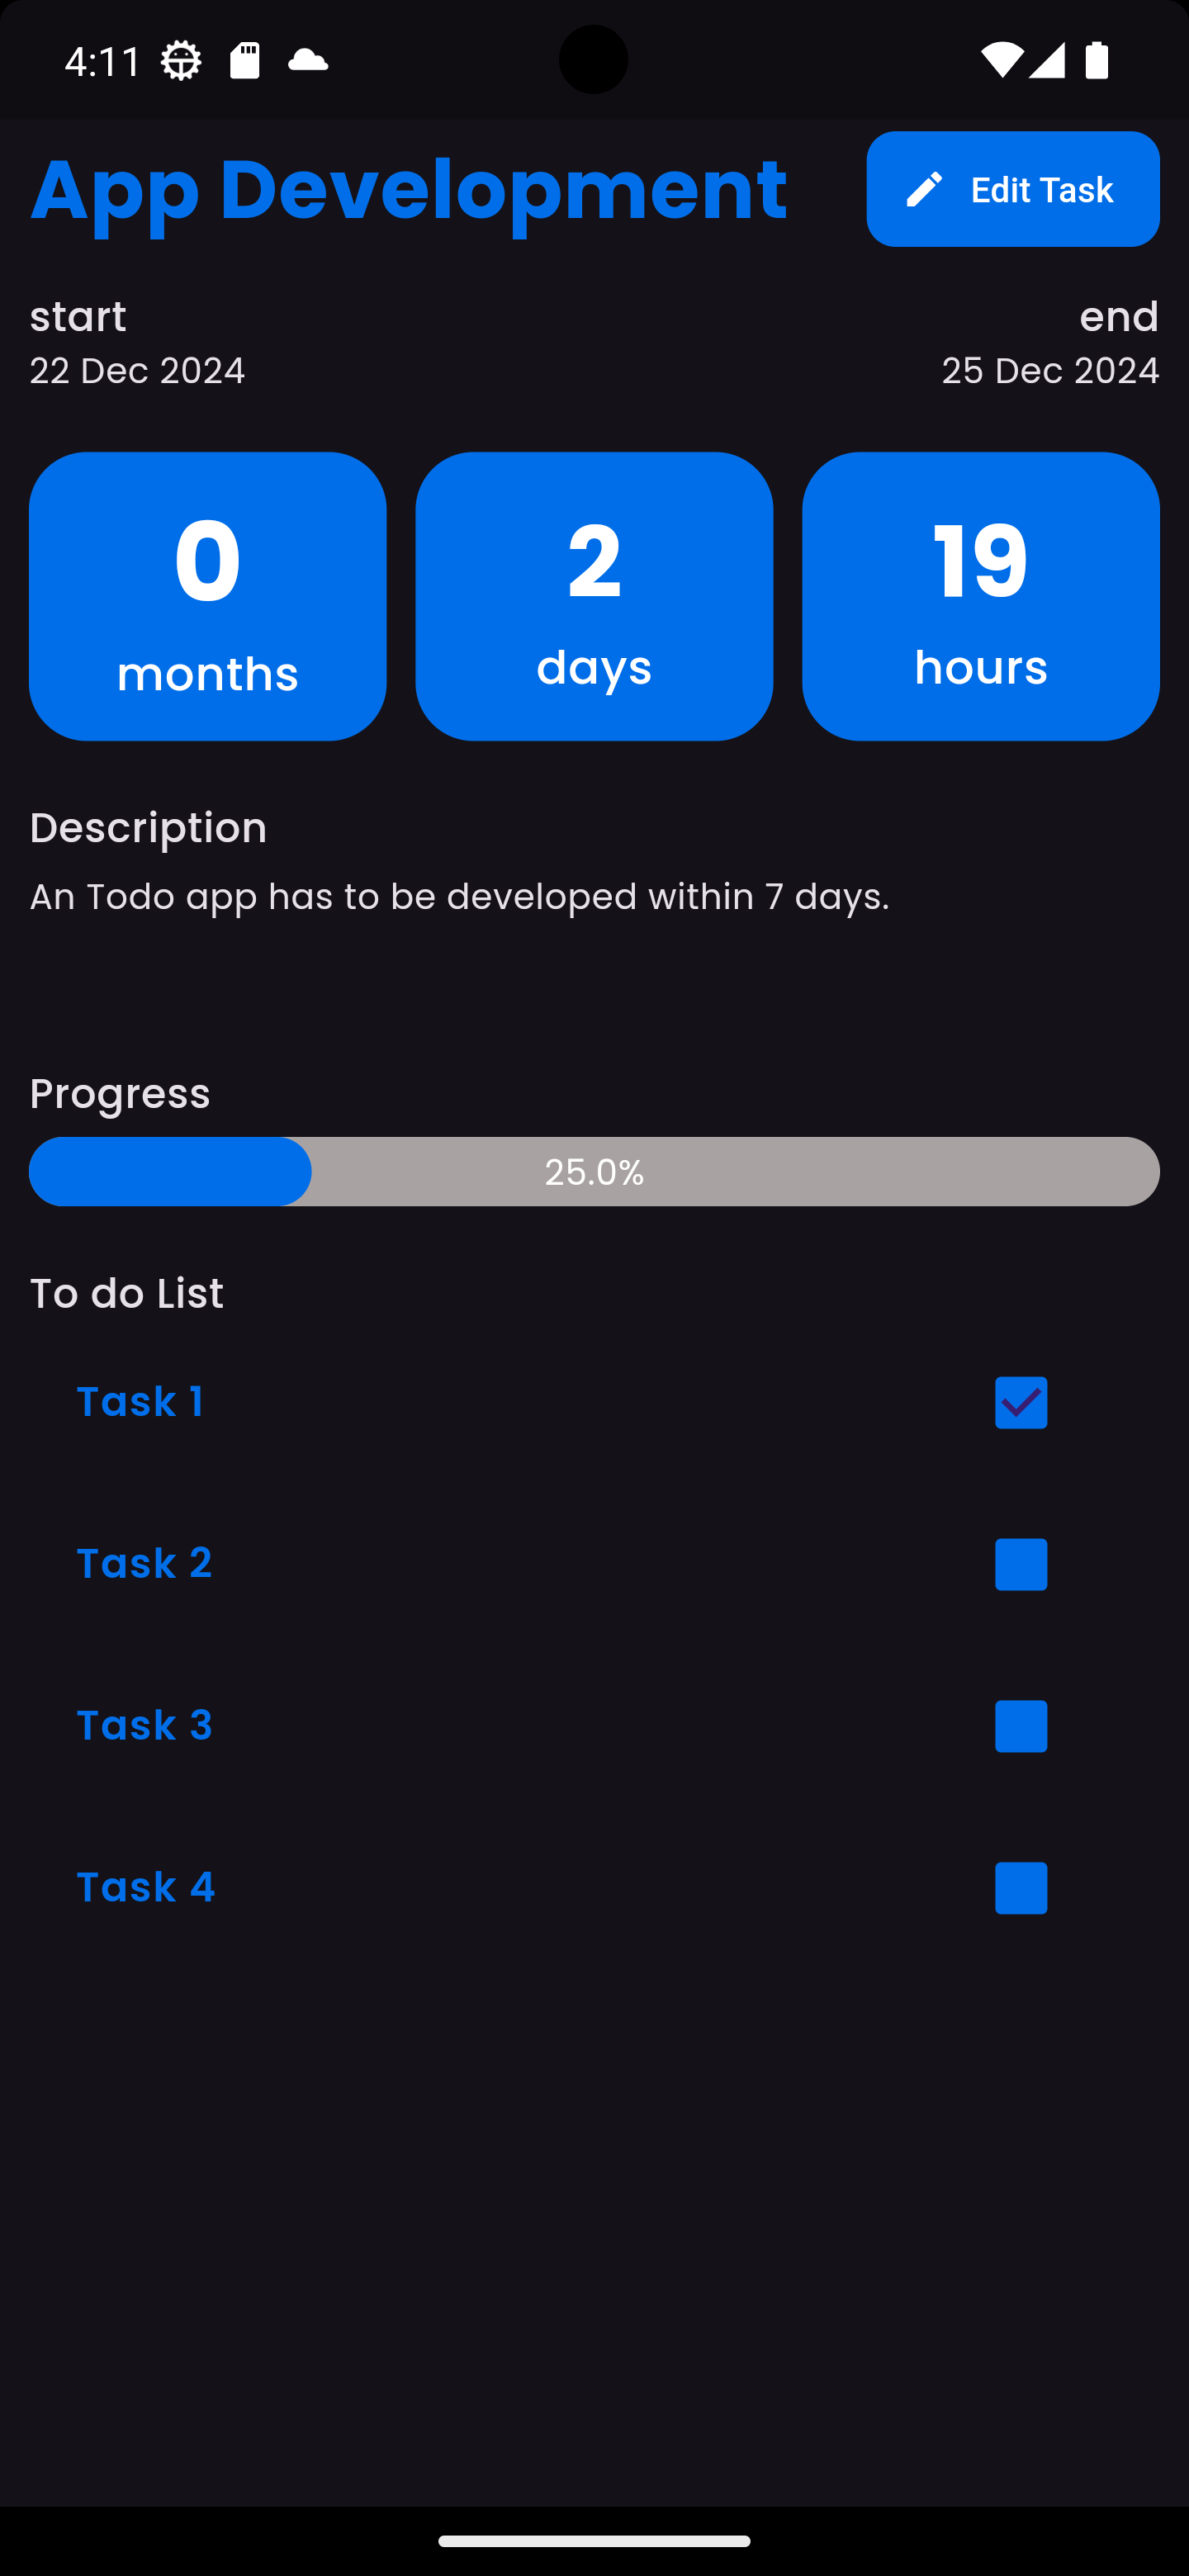 4:11
App Development
Edit Task
start
end
22 Dec 2024
25 Dec 2024
0
2
19
months
days
hours
Description
An Todo app has to be developed within 7 days.
Progress
25.0%
To do List
Task 1
Task 2
Task 3
Task 4